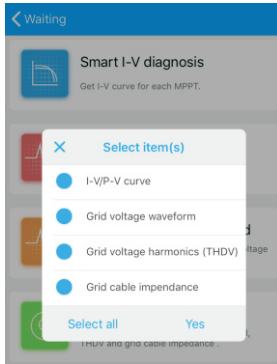 Waiting
Smart I-V diagnosis
Get I-V curve for each MPPT.
Select item(s)
I-V/P-V curve
Grid voltage waveform
Grid voltage harmonics (THDV)
Grid cable impendance
Select all
Yes
THDV and grid cable impedance .